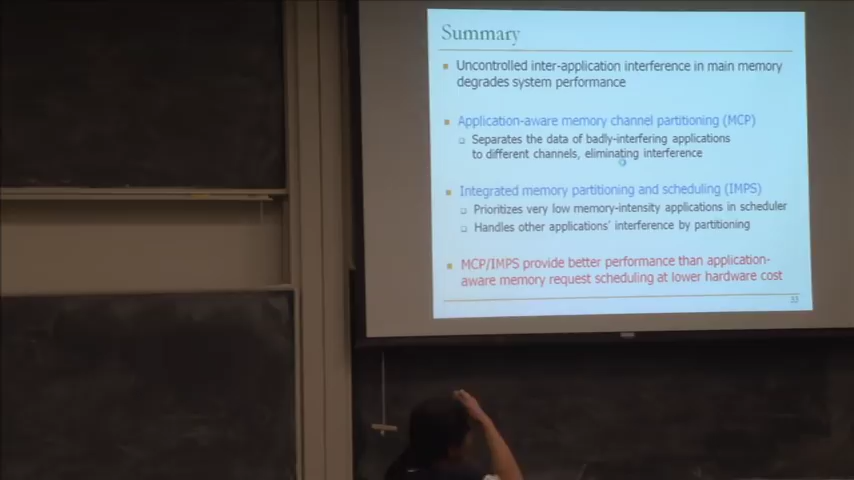 Summary
Uncontrolled inter-application interference in main memory
degrades system performance
Application-aware memory channel partitioning (MCP)
Separates the data of badly-interfering applications
to different channels, eliminating interference
Integrated memory partitioning and scheduling (IMPS)
Prioritizes very low memory-intensity applications in scheduler
Handles other applications' interference by partitioning
MCP/IMPS provide better performance than application-
aware memory request scheduling at lower hardware cost
53